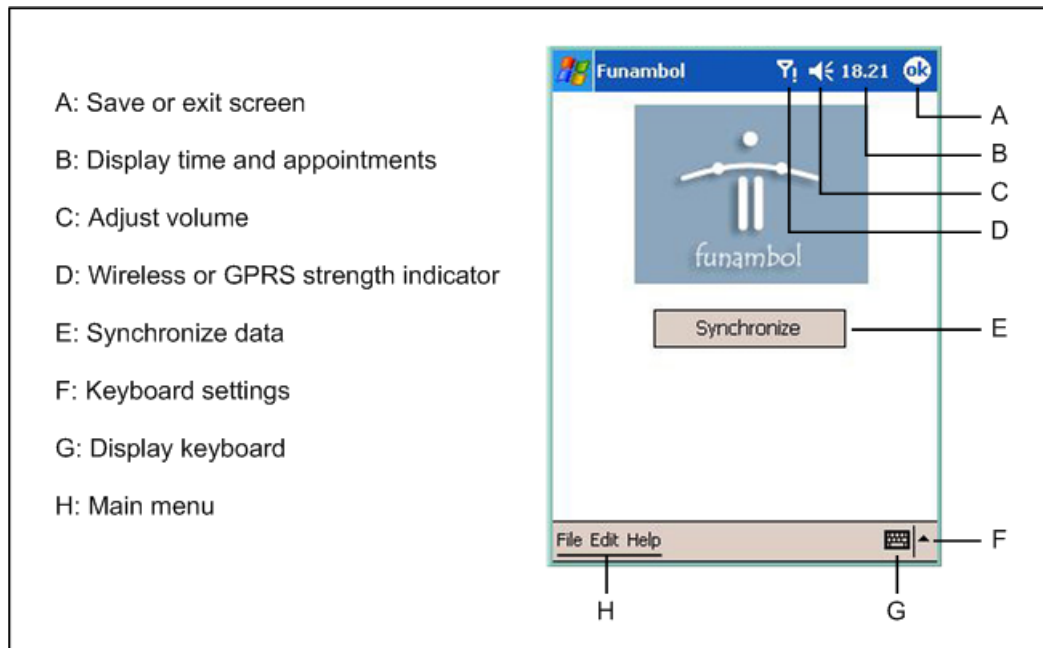 A: Save or exit screen
B: Display time and appointments
C: Adjust volume
D: Wireless or GPRS strength indicator
E: Synchronize data
F: Keyboard settings
G: Display keyboard
H: Main menu
Funambol 18.21 ok
funambol
Synchronize
File Edit Help
A
B
C
D
E
F
G
H